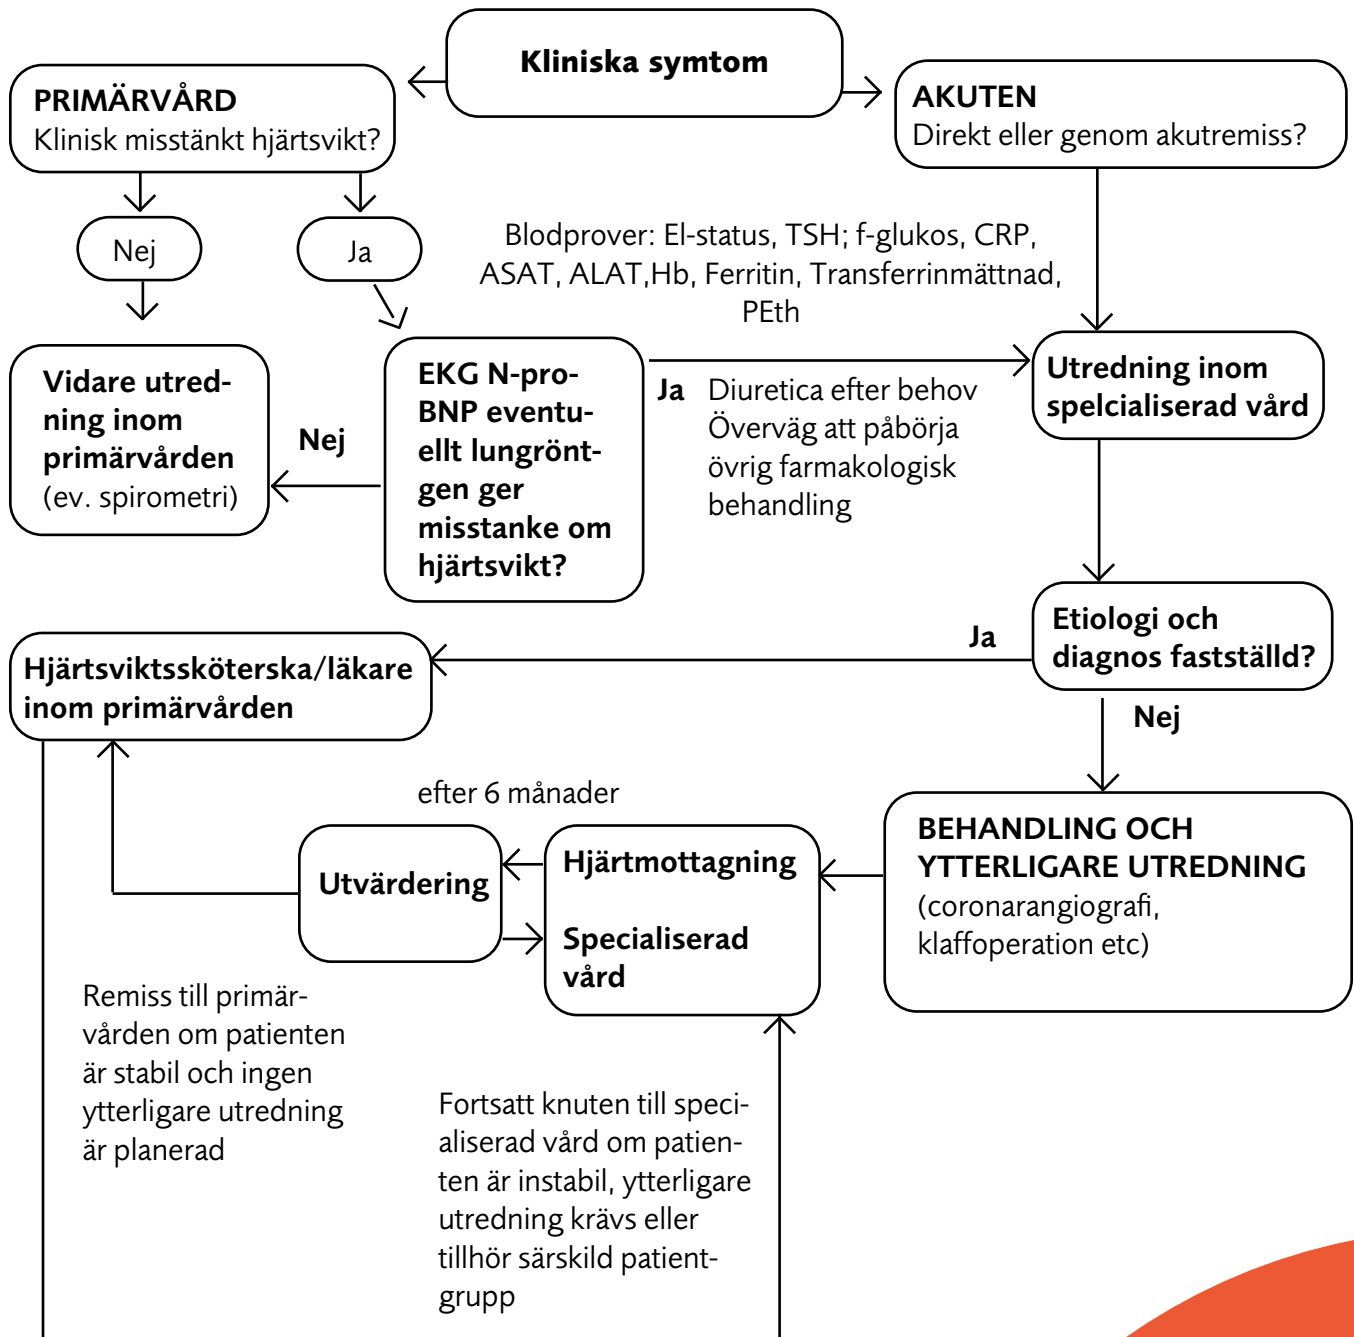 Kliniska symtom
PRIMÄRVÅRD
Klinisk misstänkt hjärtsvikt?
AKUTEN
Direkt eller genom akutremiss?
Nej
Ja
Blodprover: El-status, TSH; f-glukos, CRP,
ASAT, ALAT,Hb, Ferritin, Transferrinmättnad,
PEth
Vidare utred-
ning inom
primärvården
(ev. spirometri)
Nej
EKG N-pro-
BNP eventu-
ellt lungrönt-
gen ger
misstanke om
hjärtsvikt?
Ja
Diuretica efter behov
Överväg att påbörja
övrig farmakologisk
behandling
Utredning inom
spelcialiserad vård
Etiologi och
diagnos fastställd?
Ja
Nej
Hjärtsviktssköterska/läkare
inom primärvården
efter 6 månader
Utvärdering
Hjärtmottagning
Specialiserad
vård
BEHANDLING OCH
YTTERLIGARE UTREDNING
(coronarangiografi,
klaffoperation etc)
Remiss till primär-
vården om patienten
är stabil och ingen
ytterligare utredning
är planerad
Fortsatt knuten till speci-
aliserad vård om patien-
ten är instabil, ytterligare
utredning krävs eller
tillhör särskild patient-
grupp